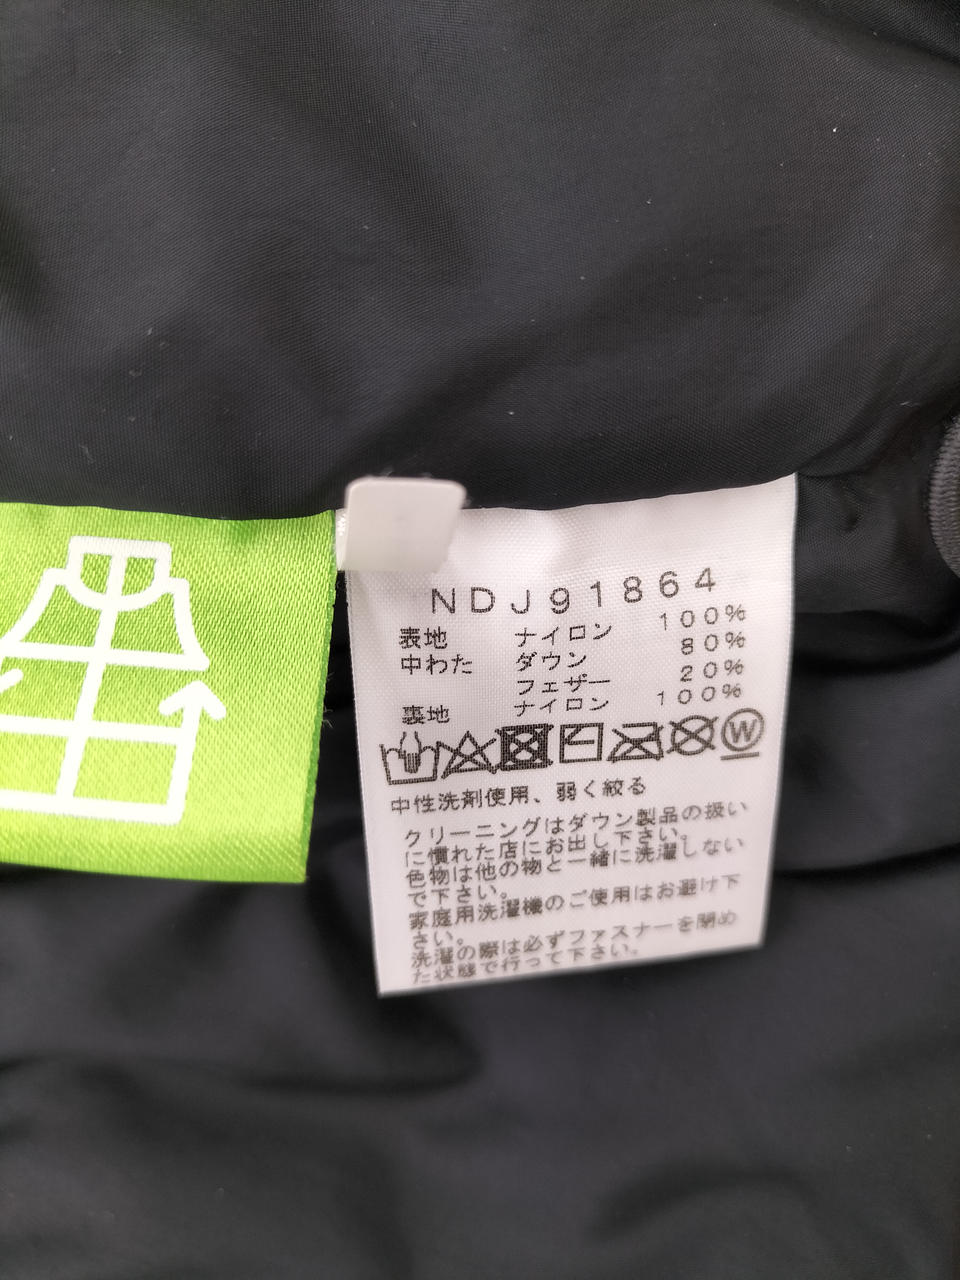 NDJ91864
表地 ナイロン 100%
中わた ダウン 80%
フェザー 20%
裏地 ナイロン 100%
W
中性洗剤使用、弱く絞る
クリーニングはダウン製品の扱い
に慣れた店にお出し下さい。
色物は他の物と一緒に洗濯しない
で下さい。
家庭用洗濯機のご使用はお避け下
さい。
洗濯の際は必ずファスナーを閉め
た状態で行って下さい。